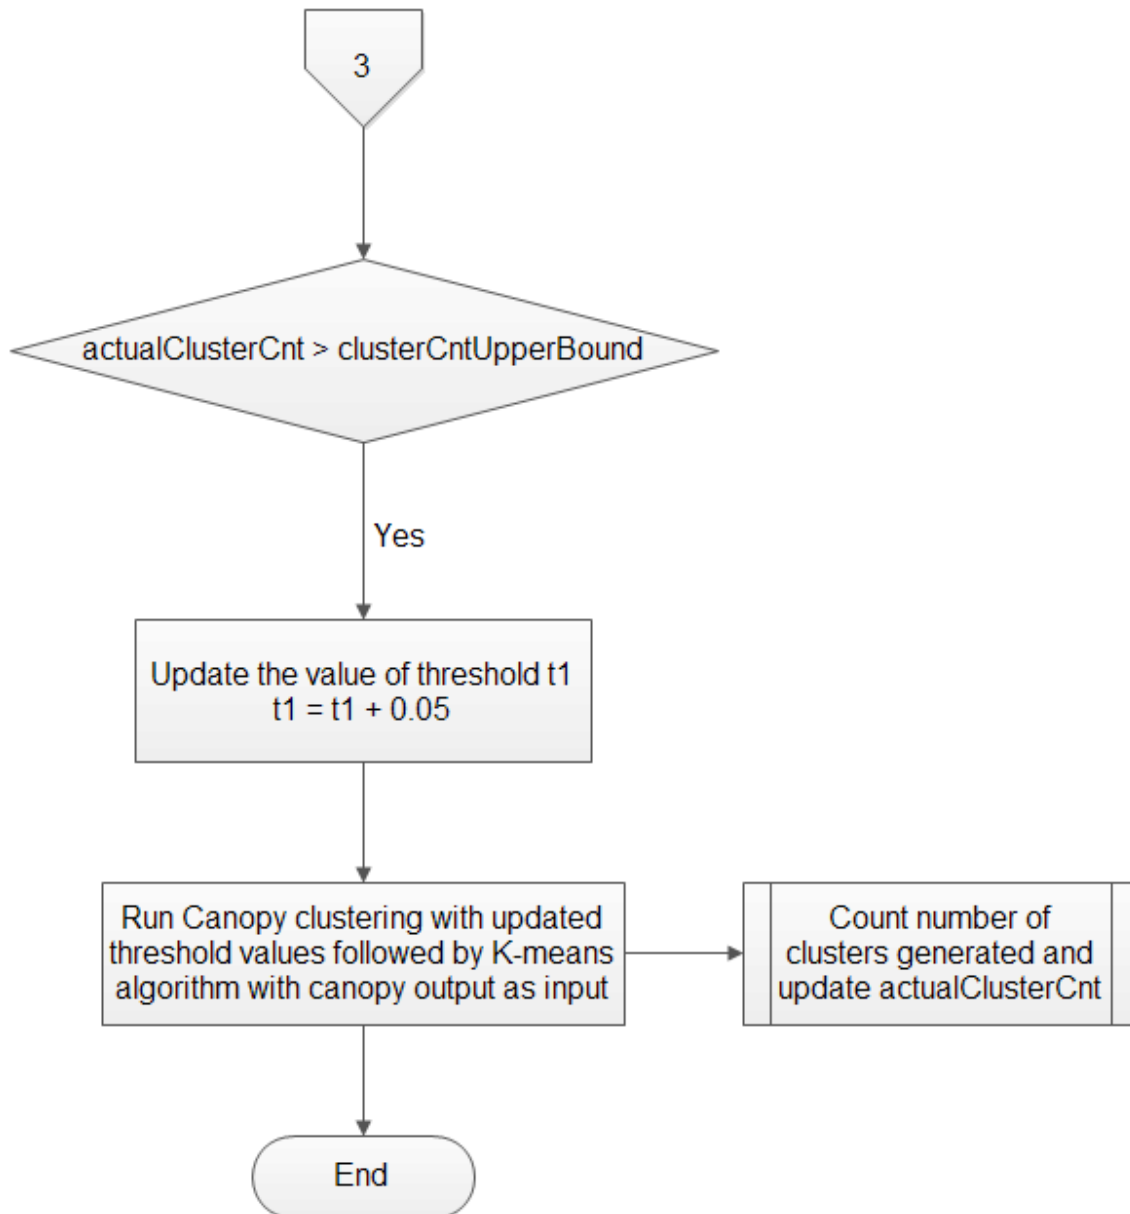 3
actualClusterCnt > clusterCntUpperBound
Yes
Update the value of threshold t1
t1 = t1 + 0.05
Run Canopy clustering with updated
threshold values followed by K-means
algorithm with canopy output as input
Count number of
clusters generated and
update actualClusterCnt
End